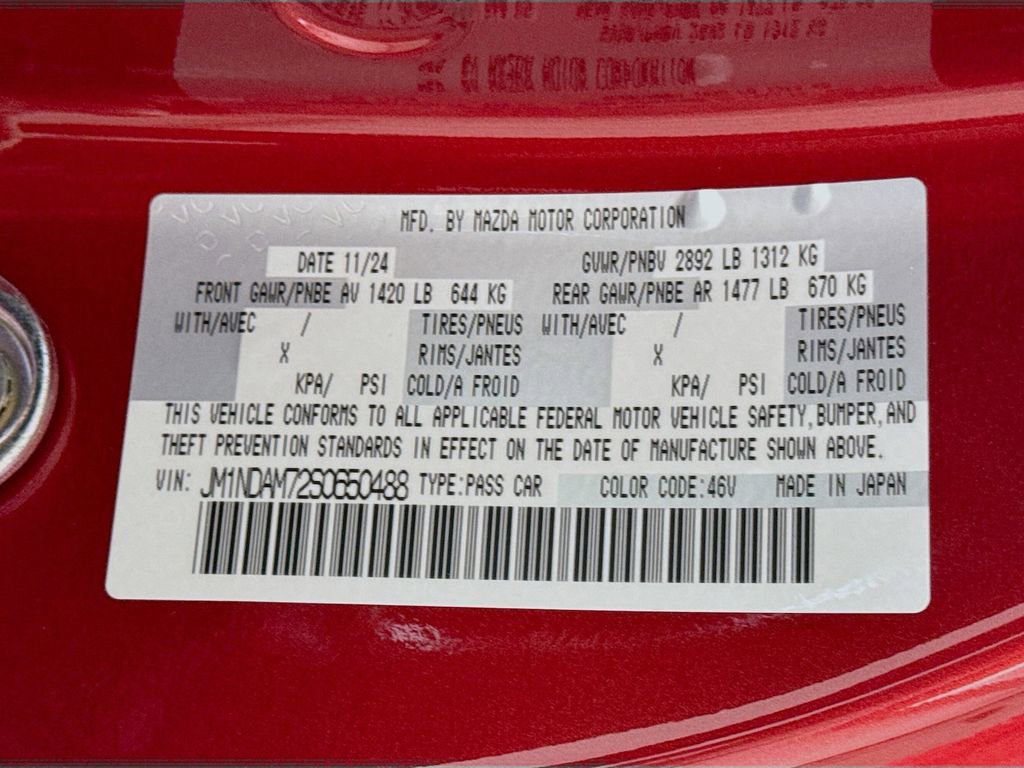 MFD. BY MAZDA MOTOR CORPORATION
DATE 11/24 GVWR/PNBV 2892 LB 1312 KG
FRONT GAWR/PNBE AV 1420 LB 644 KG REAR GAWR/PNBE AR 1477 LB 670 KG
WITH/AVEC / TIRES/PNEUS WITH/AVEC / TIRES/PNEUS
X RIMS/JANTES X RIMS/JANTES
KPA/ PSI COLD/A FROID KPA/ PSI COLD/A FROID
THIS VEHICLE CONFORMS TO ALL APPLICABLE FEDERAL MOTOR VEHICLE SAFETY, BUMPER, AND
THEFT PREVENTION STANDARDS IN EFFECT ON THE DATE OF MANUFACTURE SHOWN ABOVE.
VIN: JM1NDAM72S0650488 TYPE:PASS CAR COLOR CODE:46V MADE IN JAPAN